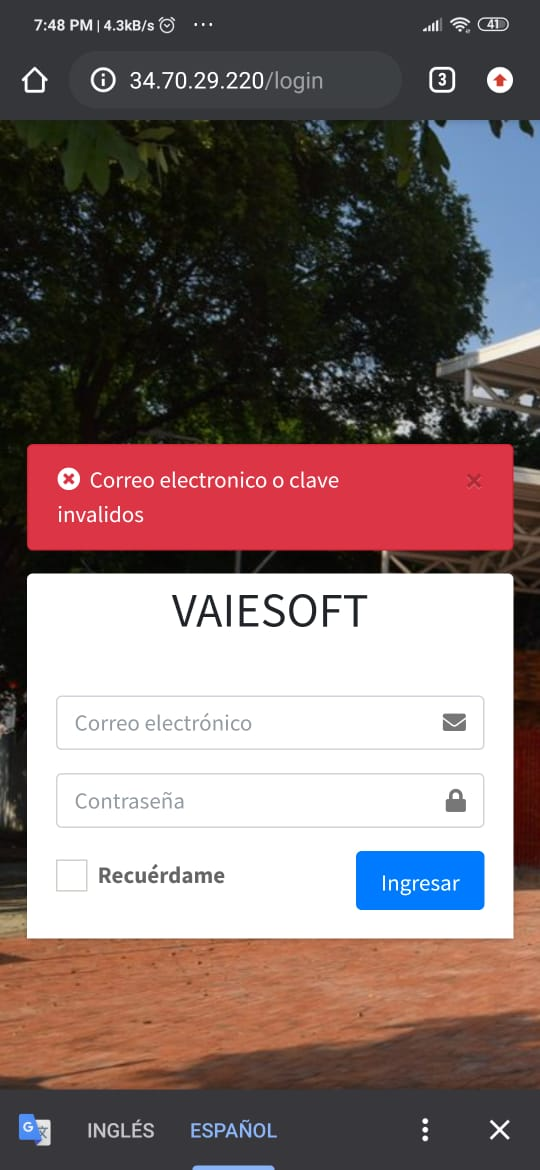 7:48 PM | 4.3kB/s ...
41
34.70.29.220/login
3
Correo electronico o clave
invalidos
VAIESOFT
Correo electrónico
Contraseña
Recuérdame
Ingresar
G 文 INGLÉS ESPAÑOL